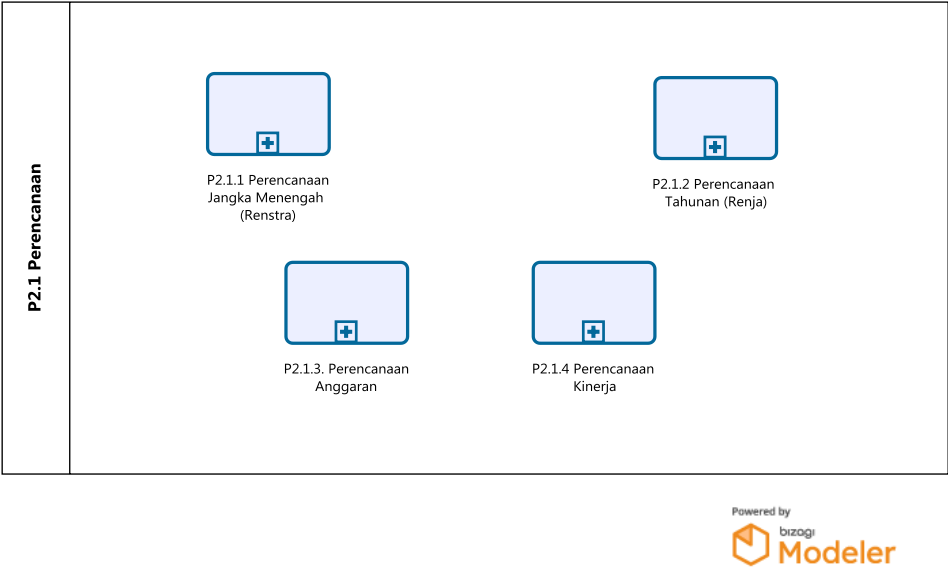 P2.1 Perencanaan
P2.1.1 Perencanaan
Jangka Menengah
(Renstra)
P2.1.2 Perencanaan
Tahunan (Renja)
P2.1.3. Perencanaan
Anggaran
P2.1.4 Perencanaan
Kinerja
Powered by
bizagi
Modeler